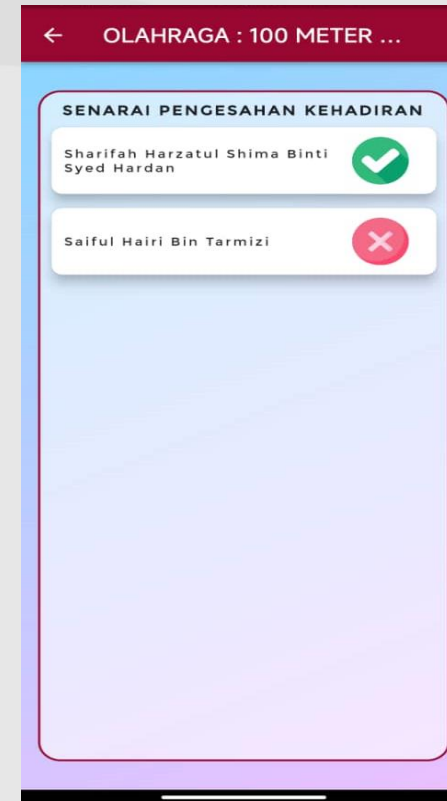 OLAHRAGA : 100 METER ...
SENARAI PENGESAHAN KEHADIRAN
Sharifah Harzatul Shima Binti
Syed Hardan
Saiful Hairi Bin Tarmizi